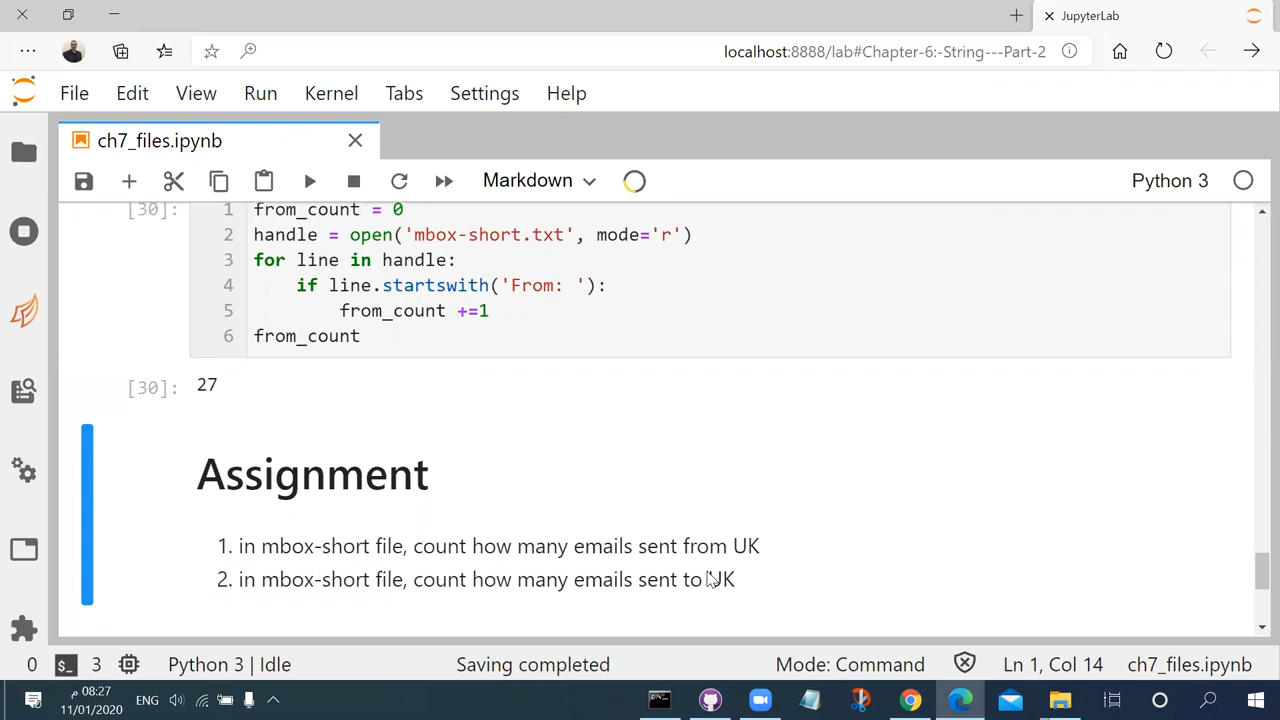 JupyterLab
localhost:8888/lab#Chapter-6:-String---Part-2
File Edit View Run Kernel Tabs Settings Help
ch7_files.ipynb
Markdown
Python 3
[30]:
1 from_count = 0
2 handle = open('mbox-short.txt', mode='r')
3 for line in handle:
4 if line.startswith('From: '):
5 from_count +=1
6 from_count
[30]: 27
Assignment
1. in mbox-short file, count how many emails sent from UK
2. in mbox-short file, count how many emails sent to UK
0 3 Python 3 | Idle Saving completed Mode: Command Ln 1, Col 14 ch7_files.ipynb
08:27 م
11/01/2020
ENG